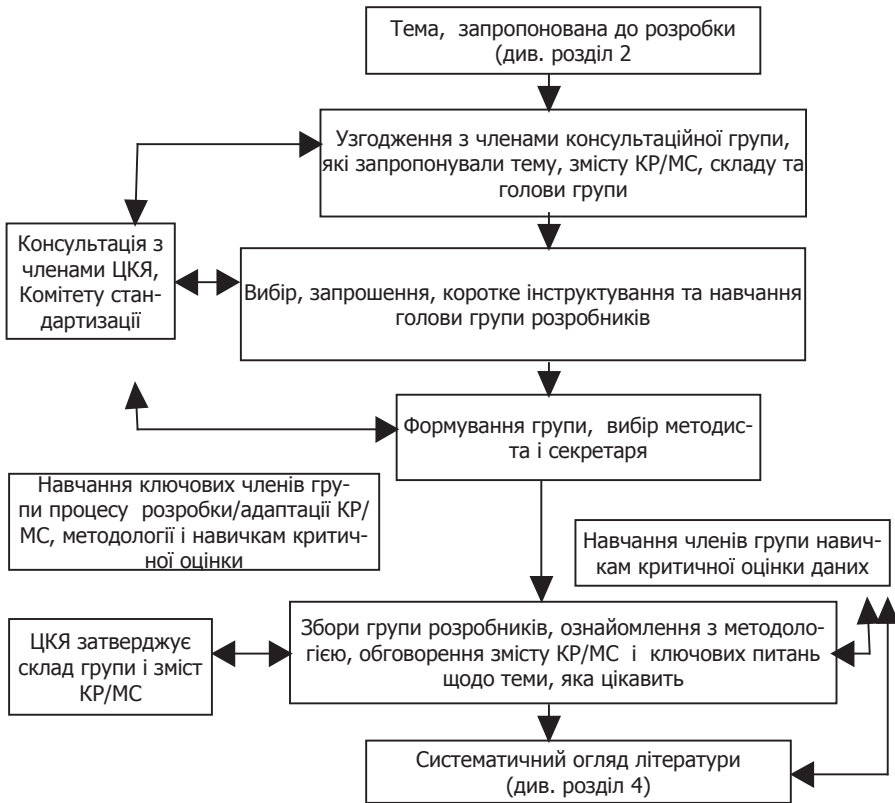 Тема,  запропонована до розробки
(див. розділ 2
Узгодження з членами консультаційної групи,
які запропонували тему, змісту КР/МС, складу та
голови групи
Консультація з
членами ЦКЯ,
Комітету стан-
дартизації
Вибір, запрошення, коротке інструктування та навчання
голови групи розробників
Формування групи,  вибір методис-
та і секретаря
Навчання ключових членів гру-
пи процесу  розробки/адаптації КР/
МС, методології і навичкам критич-
ної оцінки
Навчання членів групи навич-
кам критичної оцінки даних
ЦКЯ затверджує
склад групи і зміст
КР/МС
Збори групи розробників, ознайомлення з методоло-
гією, обговорення змісту КР/МС  і  ключових питань
щодо теми, яка цікавить
Систематичний огляд літератури
(див. розділ 4)